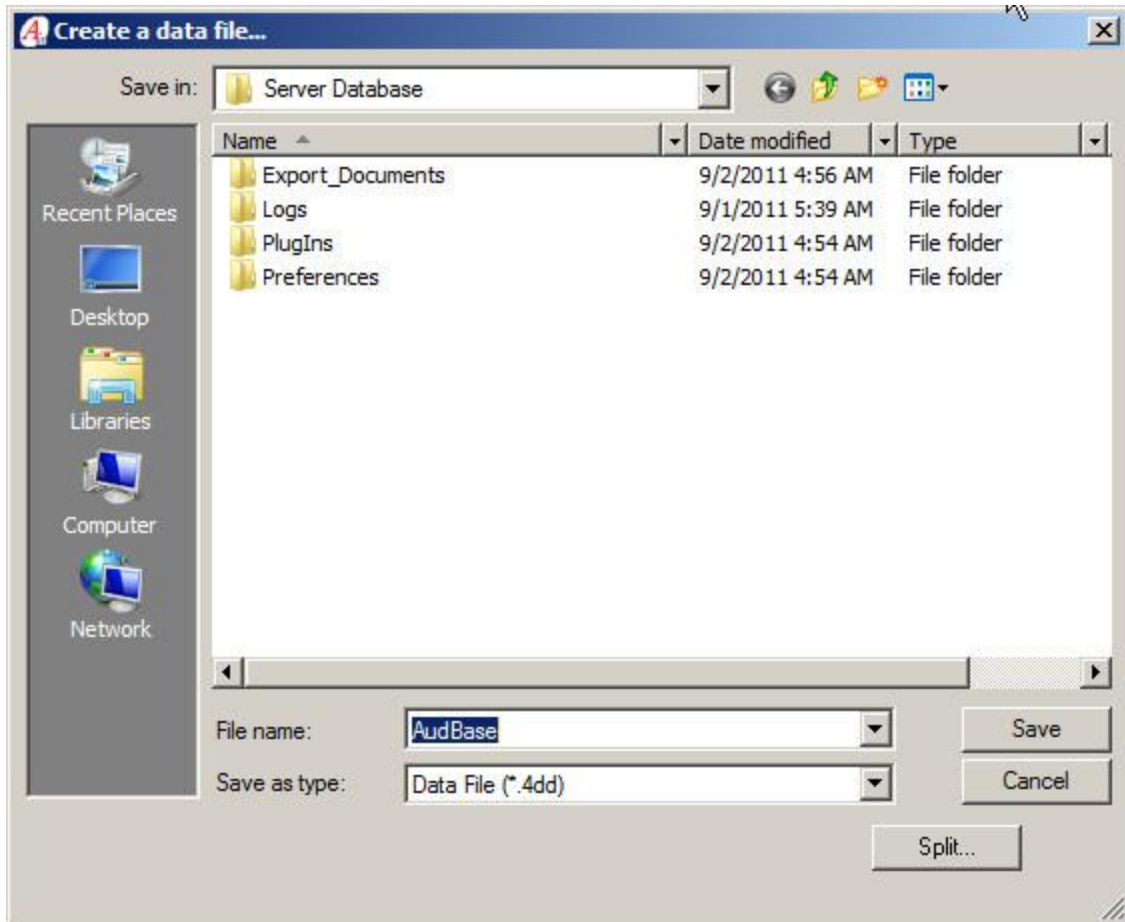 Create a data file...
Save in: Server Database
Name Date modified Type
Export_Documents 9/2/2011 4:56 AM File folder
Logs 9/1/2011 5:39 AM File folder
PlugIns 9/2/2011 4:54 AM File folder
Preferences 9/2/2011 4:54 AM File folder
Recent Places
Desktop
Libraries
Computer
Network
File name: AudBase Save
Save as type: Data File (*.4dd) Cancel
Split...